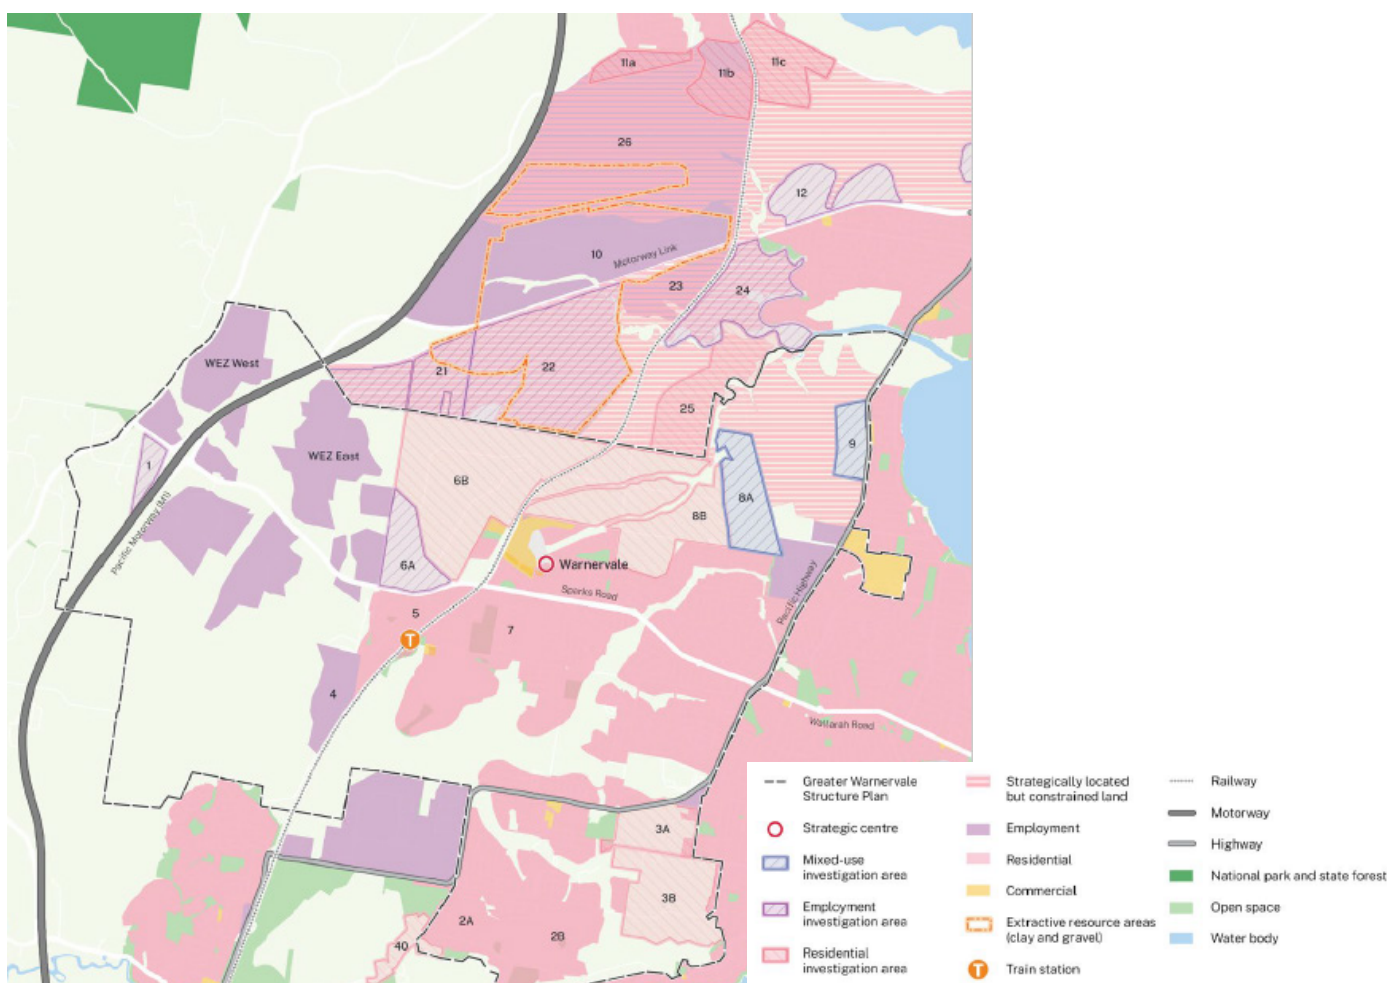 11a
11b
11c
26
12
10
Motorway Link
23
24
WEZ West
21
22
25
9
WEZ East
1
6B
8A
8B
Pacific Motorway (M1)
6A
Warnervale
Sparks Road
Pacific Highway
5
T
7
4
Wallarah Road
3A
3B
2A
2B
40
Greater Warnervale
Structure Plan
Strategic centre
Mixed-use
investigation area
Employment
investigation area
Residential
investigation area
Strategically located
but constrained land
Employment
Residential
Commercial
Extractive resource areas
(clay and gravel)
T
Train station
Railway
Motorway
Highway
National park and state forest
Open space
Water body